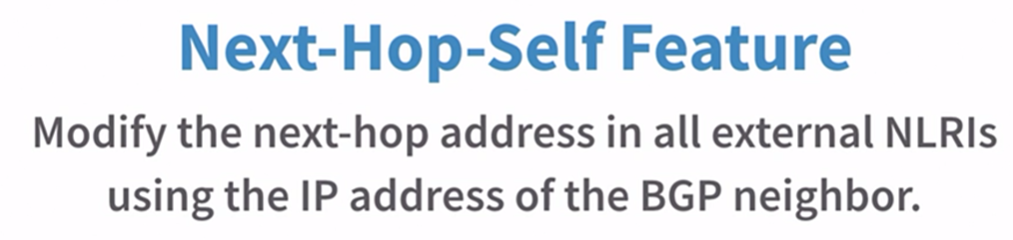 Next-Hop-Self Feature
Modify the next-hop address in all external NLRIs
using the IP address of the BGP neighbor.